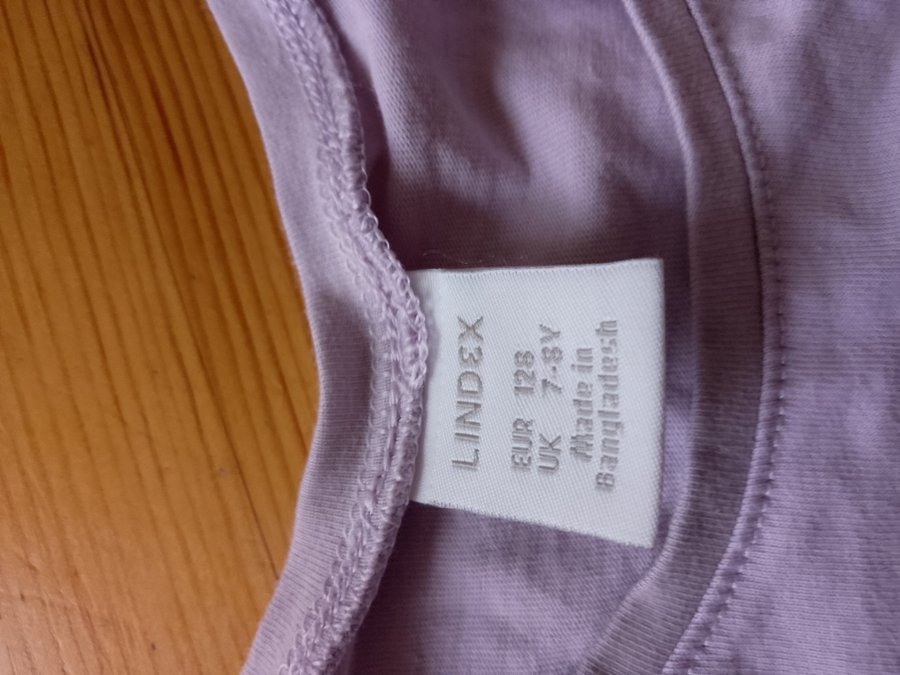 LINDEX
EUR 128
UK 7-8Y
Made in
Bangladesh